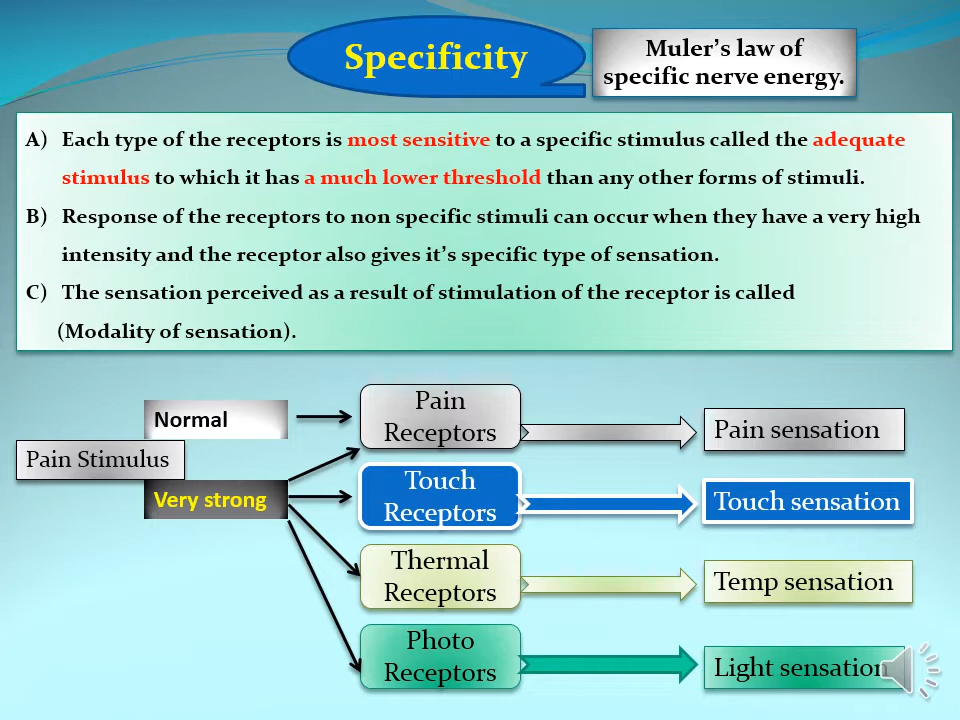 Specificity
Muler’s law of
specific nerve energy.
A) Each type of the receptors is most sensitive to a specific stimulus called the adequate
stimulus to which it has a much lower threshold than any other forms of stimuli.
B) Response of the receptors to non specific stimuli can occur when they have a very high
intensity and the receptor also gives it’s specific type of sensation.
C) The sensation perceived as a result of stimulation of the receptor is called
(Modality of sensation).
Pain Stimulus
Normal
Very strong
Pain
Receptors
Pain sensation
Touch
Receptors
Touch sensation
Thermal
Receptors
Temp sensation
Photo
Receptors
Light sensation